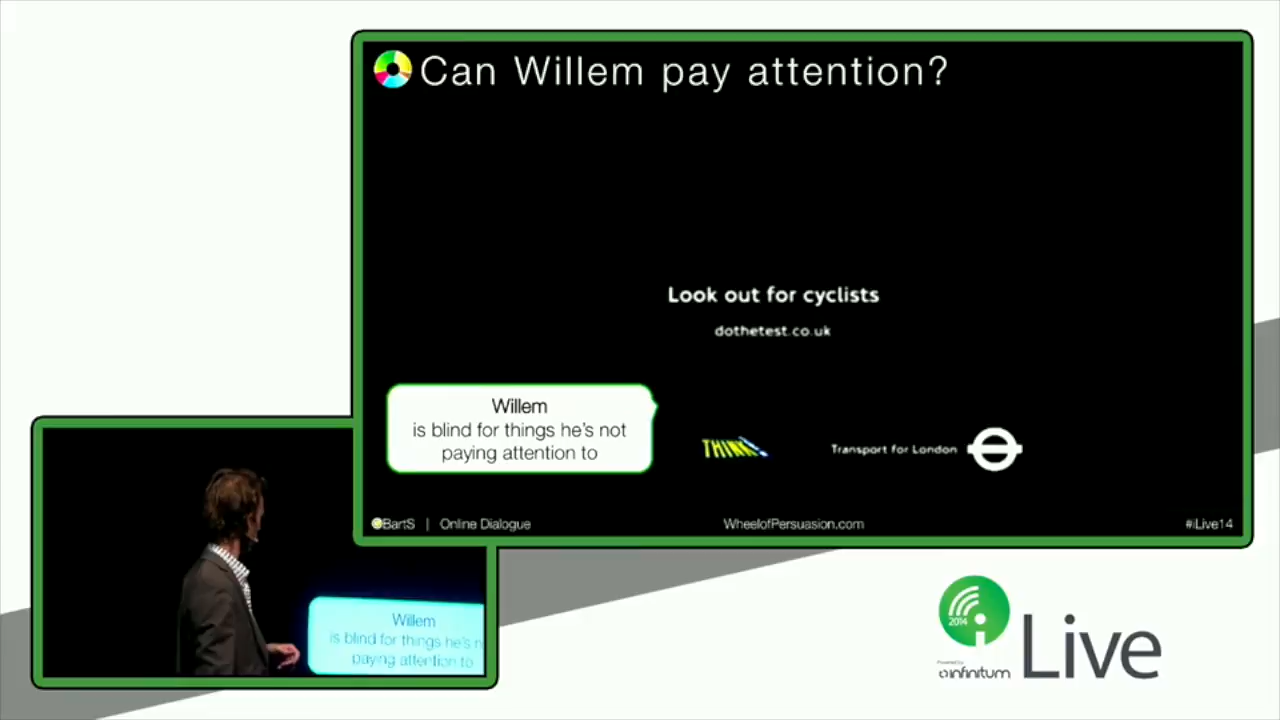 Can Willem pay attention?
Look out for cyclists
dothetest.co.uk
Willem
is blind for things he's not
paying attention to
THINK!
Transport for London
BartS | Online Dialogue
WheelofPersuasion.com
#iLive14
Willem
is blind for things he's n
paying attention to
2014
i
Live
Powered by
infinitum